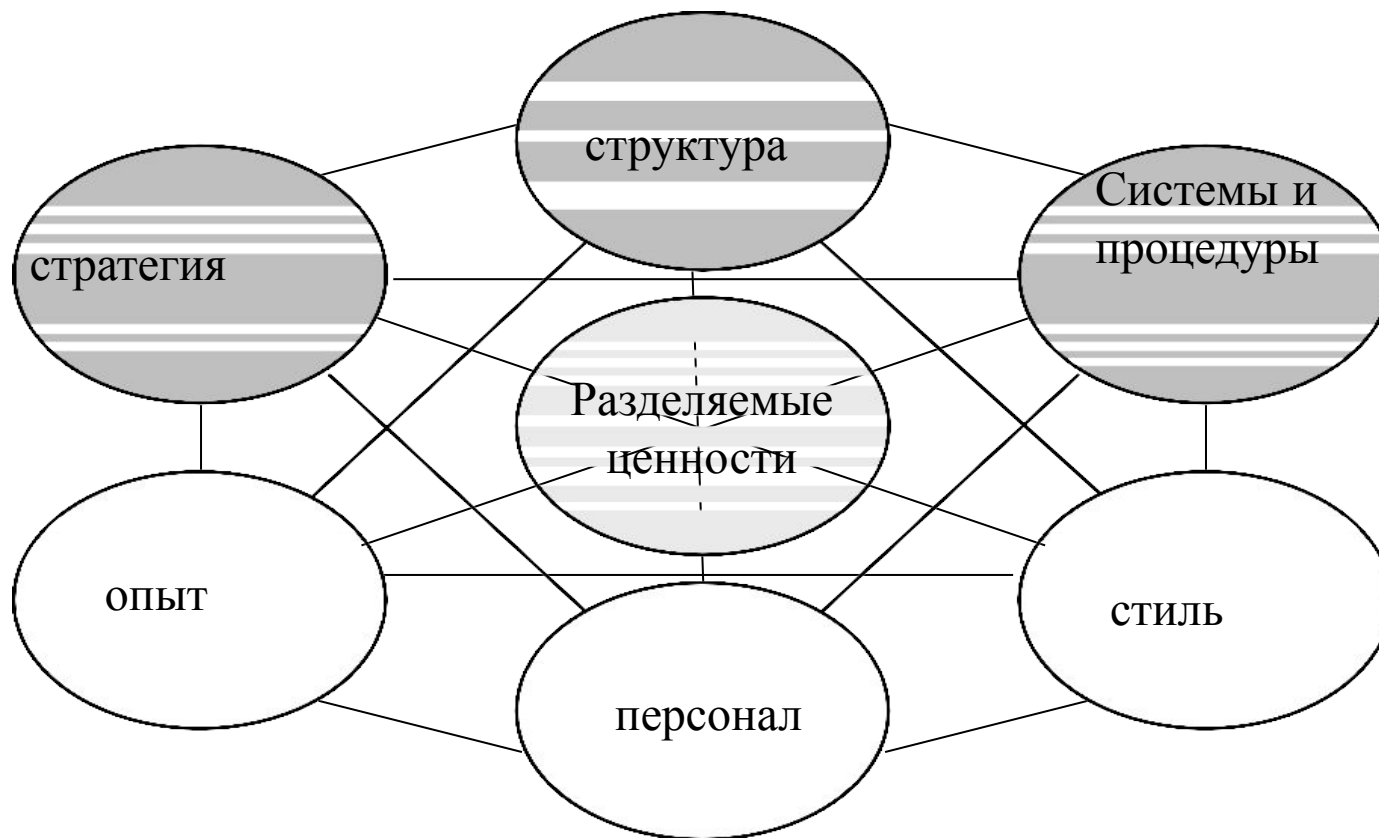 структура
Системы и
процедуры
стратегия
Разделяемые
ценности
опыт
стиль
персонал